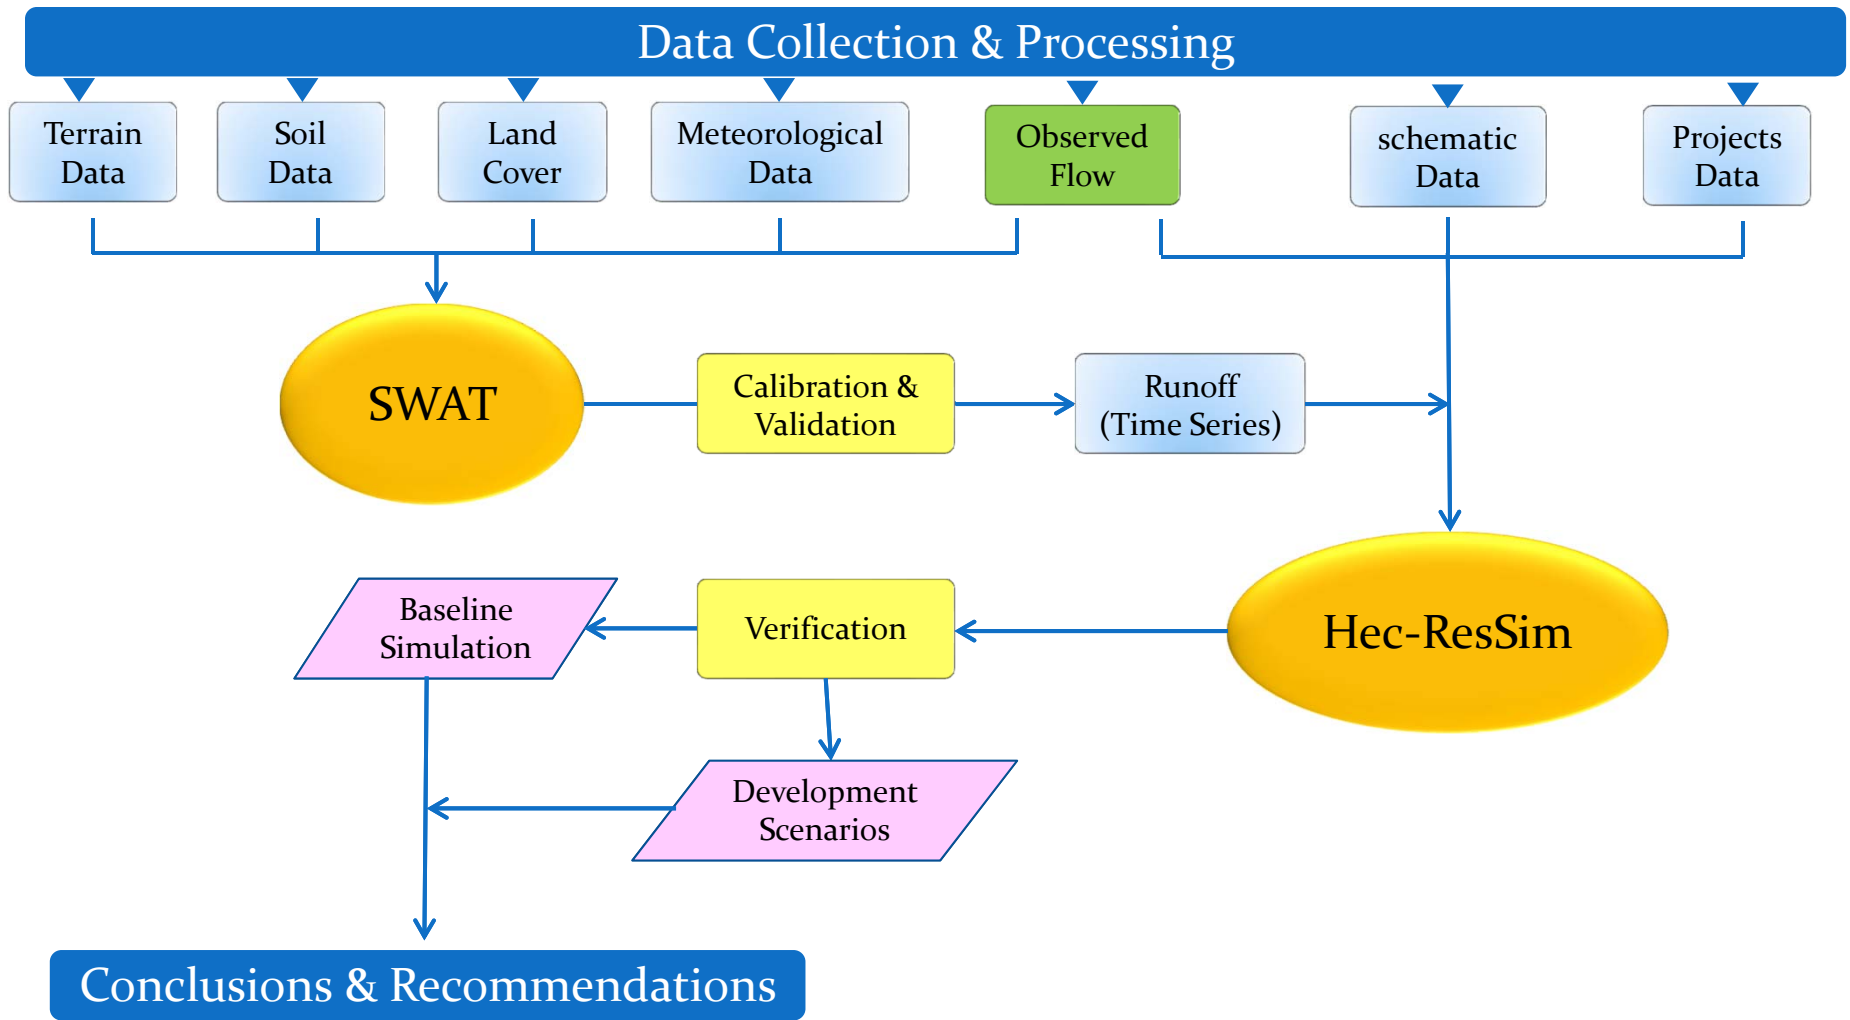 Data Collection & Processing
Terrain
Data
Soil
Data
Land
Cover
Meteorological
Data
Observed
Flow
schematic
Data
Projects
Data
SWAT
Calibration &
Validation
Runoff
(Time Series)
Baseline
Simulation
Verification
Hec-ResSim
Development
Scenarios
Conclusions & Recommendations